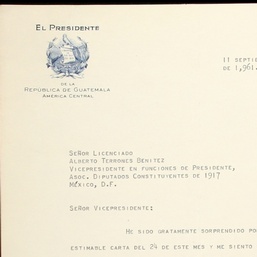 EL PRESIDENTE
DE LA
REPÚBLICA DE GUATEMALA
AMÉRICA CENTRAL
11 SEPTIE
DE 1,961.
SEÑOR LICENCIADO
ALBERTO TERRONES BENITEZ
VICEPRESIDENTE EN FUNCIONES DE PRESIDENTE,
ASOC. DIPUTADOS CONSTITUYENTES DE 1917
MÉXICO, D.F.
SEÑOR VICEPRESIDENTE:
HE SIDO GRATAMENTE SORPRENDIDO PO
ESTIMABLE CARTA DEL 24 DE ESTE MES Y ME SIENTO